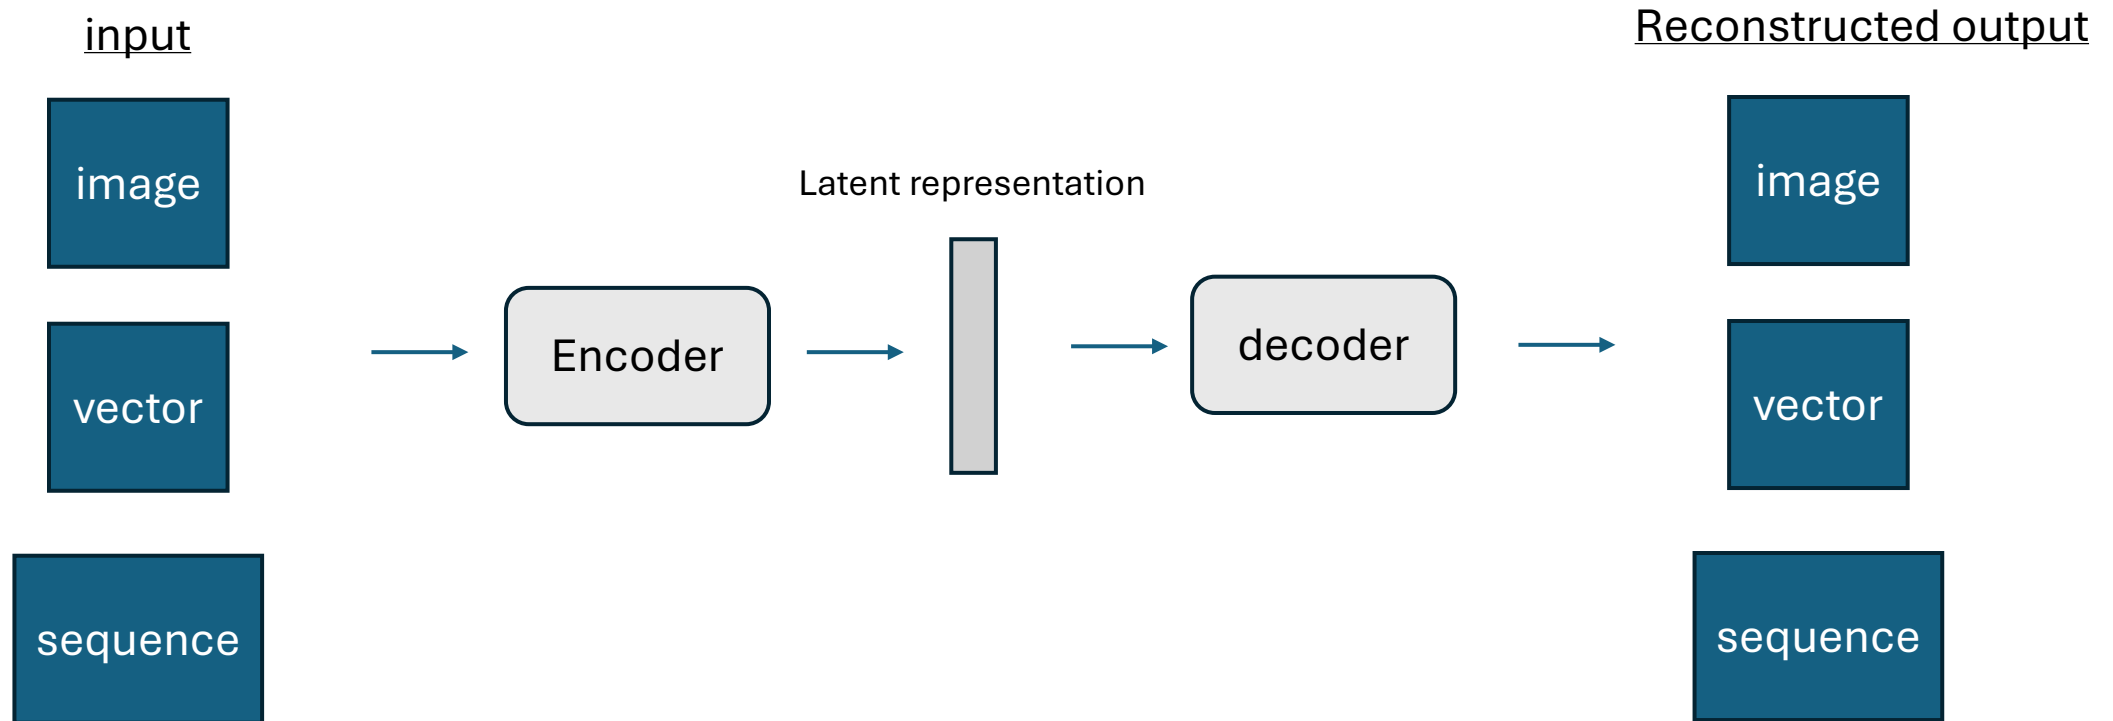 input
image
vector
sequence
Encoder
Latent representation
decoder
Reconstructed output
image
vector
sequence